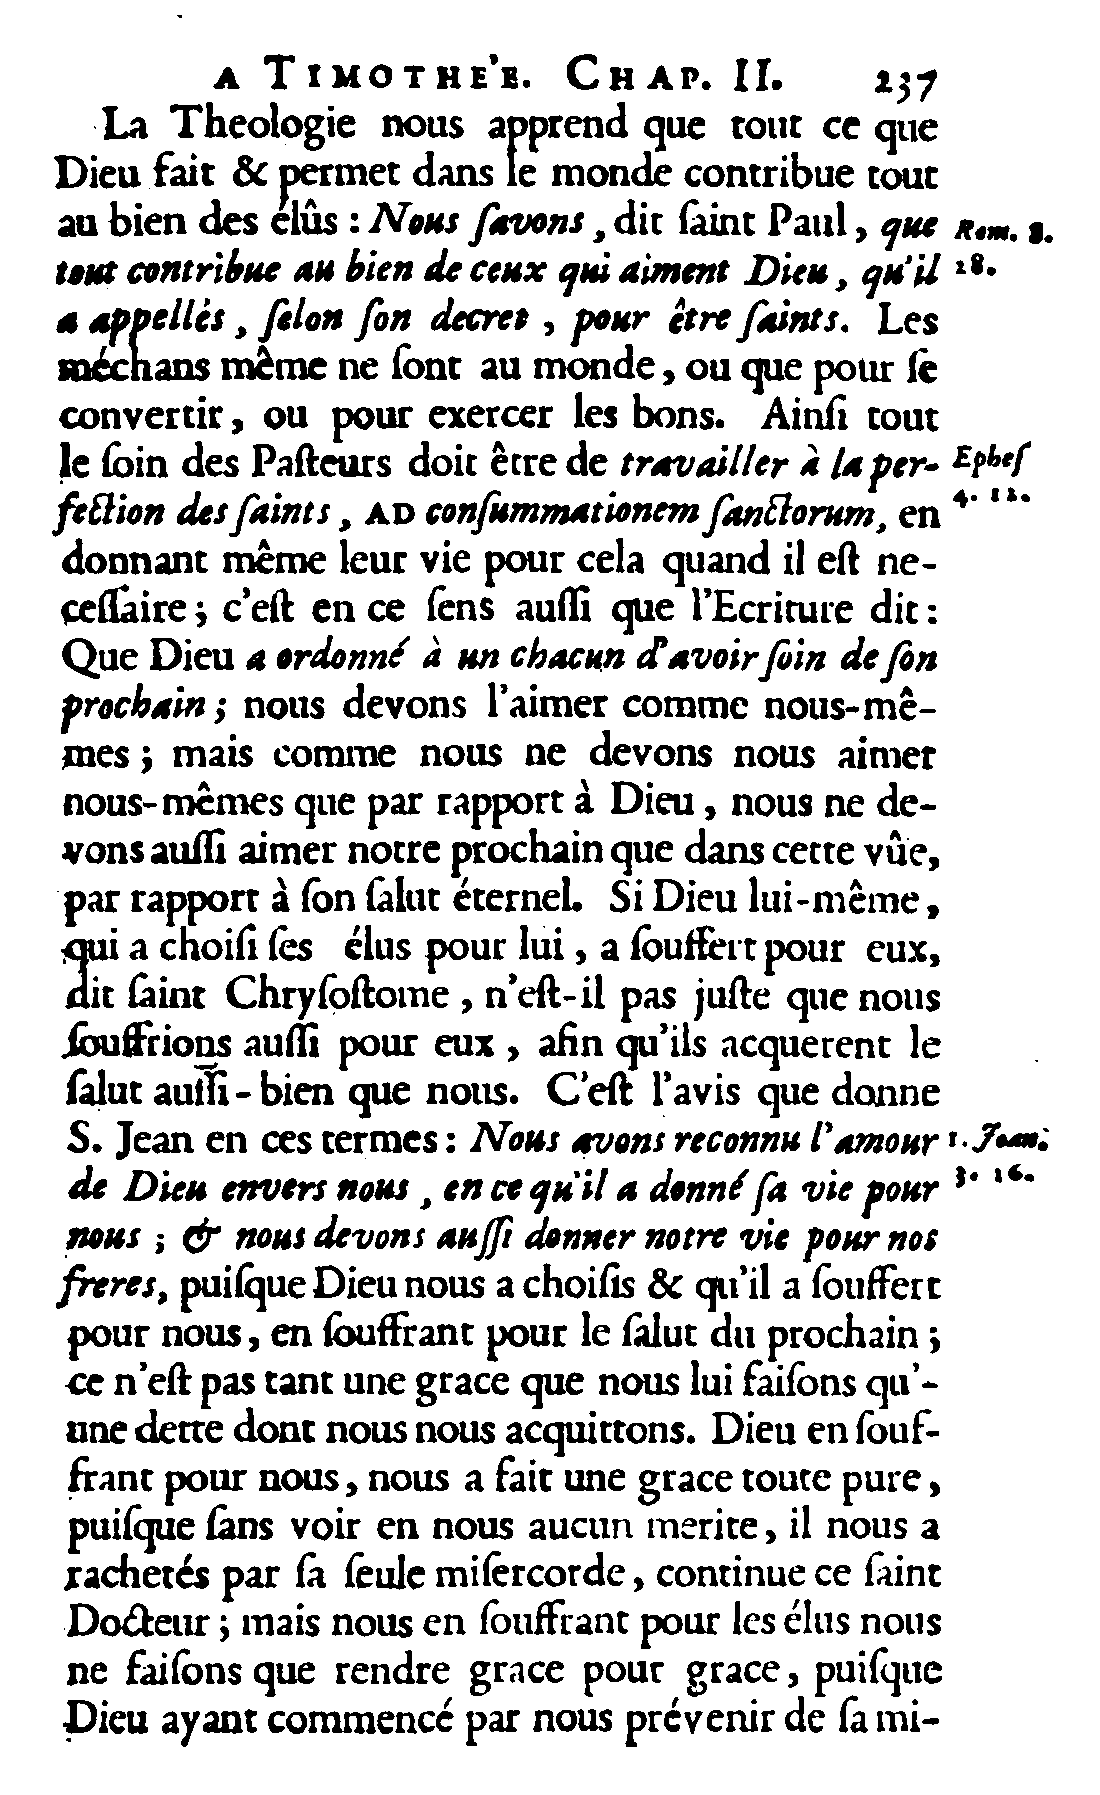 A TIMOTHE'E. CHAP. II. 237
La Theologie nous apprend que tout ce que
Dieu fait & permet dans le monde contribue tout
au bien des élûs : Nous ſavons, dit ſaint Paul, que
Rom. 8.
tout contribue au bien de ceux qui aiment Dieu, qu'il
28.
a appellés, ſelon ſon decret, pour être ſaints. Les
méchans même ne ſont au monde, ou que pour ſe
convertir, ou pour exercer les bons. Ainſi tout
le ſoin des Paſteurs doit être de travailler à la per-
Epheſ
fection des ſaints, AD conſummationem ſanctorum, en
4. 12.
donnant même leur vie pour cela quand il eſt ne-
ceſſaire; c'eſt en ce ſens auſſi que l'Ecriture dit:
Que Dieu a ordonné à un chacun d'avoir ſoin de ſon
prochain; nous devons l'aimer comme nous-mê-
mes; mais comme nous ne devons nous aimer
nous-mêmes que par rapport à Dieu, nous ne de-
vons auſſi aimer notre prochain que dans cette vûe,
par rapport à ſon ſalut éternel. Si Dieu lui-même,
qui a choiſi ſes élus pour lui, a ſouffert pour eux,
dit ſaint Chryſoſtome, n'eſt-il pas juſte que nous
ſouffrions auſſi pour eux, afin qu'ils acquerent le
ſalut auſſi-bien que nous. C'eſt l'avis que donne
S. Jean en ces termes: Nous avons reconnu l'amour
1. Joan.
de Dieu envers nous, en ce qu'il a donné ſa vie pour
3. 16.
nous; & nous devons auſſi donner notre vie pour nos
freres, puiſque Dieu nous a choiſis & qu'il a ſouffert
pour nous, en ſouffrant pour le ſalut du prochain;
ce n'eſt pas tant une grace que nous lui faiſons qu'-
une dette dont nous nous acquittons. Dieu en ſouf-
frant pour nous, nous a fait une grace toute pure,
puiſque ſans voir en nous aucun merite, il nous a
rachetés par ſa ſeule miſercorde, continue ce ſaint
Docteur; mais nous en ſouffrant pour les élus nous
ne faiſons que rendre grace pour grace, puiſque
Dieu ayant commencé par nous prévenir de ſa mi-